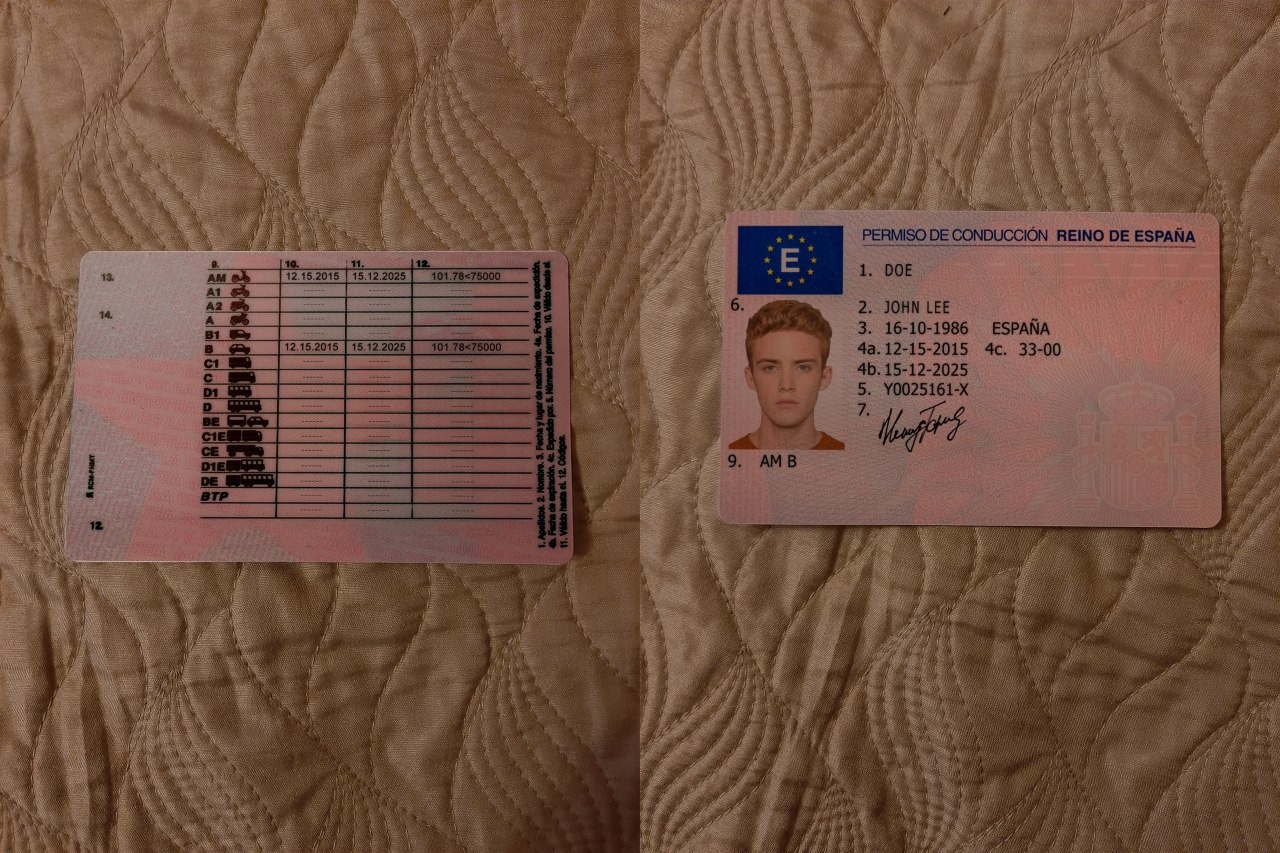 13.
14.
12.
9. 10. 11. 12.
AM 12.15.2015 15.12.2025 101.78<75000
A1 ------ ------ ------
A2 ------ ------ ------
A ------ ------ ------
B1 ------ ------ ------
B 12.15.2015 15.12.2025 101.78<75000
C1 ------ ------ ------
C ------ ------ ------
D1 ------ ------ ------
D ------ ------ ------
BE ------ ------ ------
C1E ------ ------ ------
CE ------ ------ ------
D1E ------ ------ ------
DE ------ ------ ------
BTP ------ ------ ------
1. Apellidos. 2. Nombre. 3. Fecha y lugar de nacimiento. 4a. Fecha de expedición.
4b. Fecha de expiración. 4c. Expedido por. 5. Número del permiso. 10. Válido desde el.
11. Válido hasta el. 12. Códigos.
E
PERMISO DE CONDUCCIÓN REINO DE ESPAÑA
1. DOE
2. JOHN LEE
3. 16-10-1986 ESPAÑA
4a. 12-15-2015 4c. 33-00
4b. 15-12-2025
5. Y0025161-X
6.
7.
9. AM B